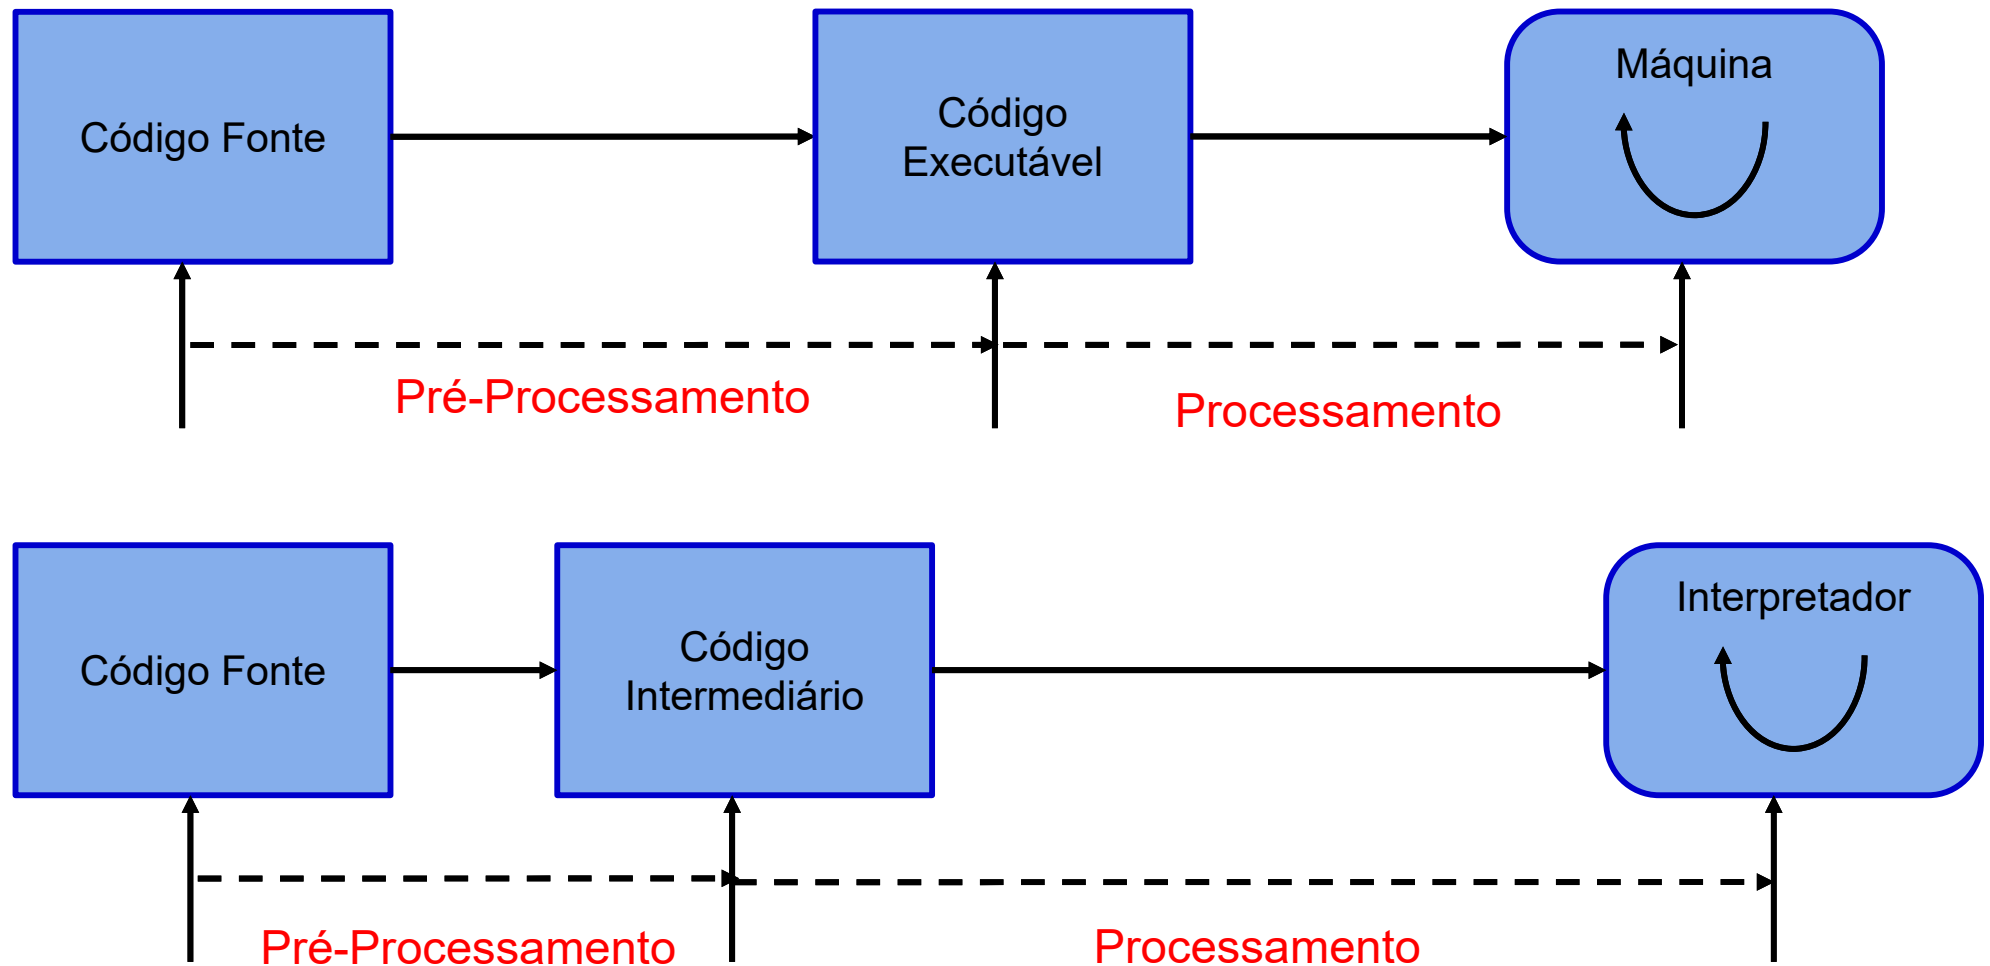 Código Fonte
Código
Executável
Máquina
Pré-Processamento
Processamento
Código Fonte
Código
Intermediário
Interpretador
Pré-Processamento
Processamento